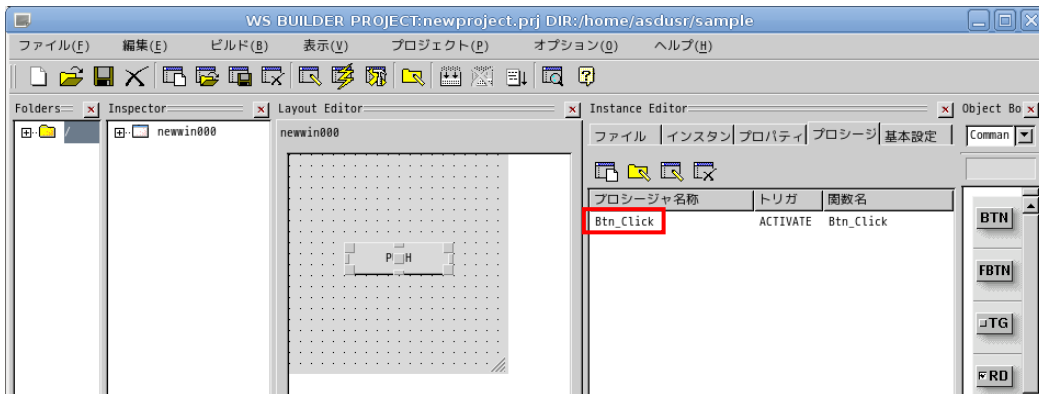 WS BUILDER PROJECT:newproject.prj DIR:/home/asdusr/sample
ファイル(F) 編集(E) ビルド(B) 表示(V) プロジェクト(P) オプション(O) ヘルプ(H)
Folders Inspector Layout Editor Instance Editor Object Bo
/ newwin000 newwin000 ファイル インスタン プロパティ プロシージ 基本設定 Comman
プロシージャ名称 トリガ 関数名
Btn_Click ACTIVATE Btn_Click
BTN
FBTN
TG
RD